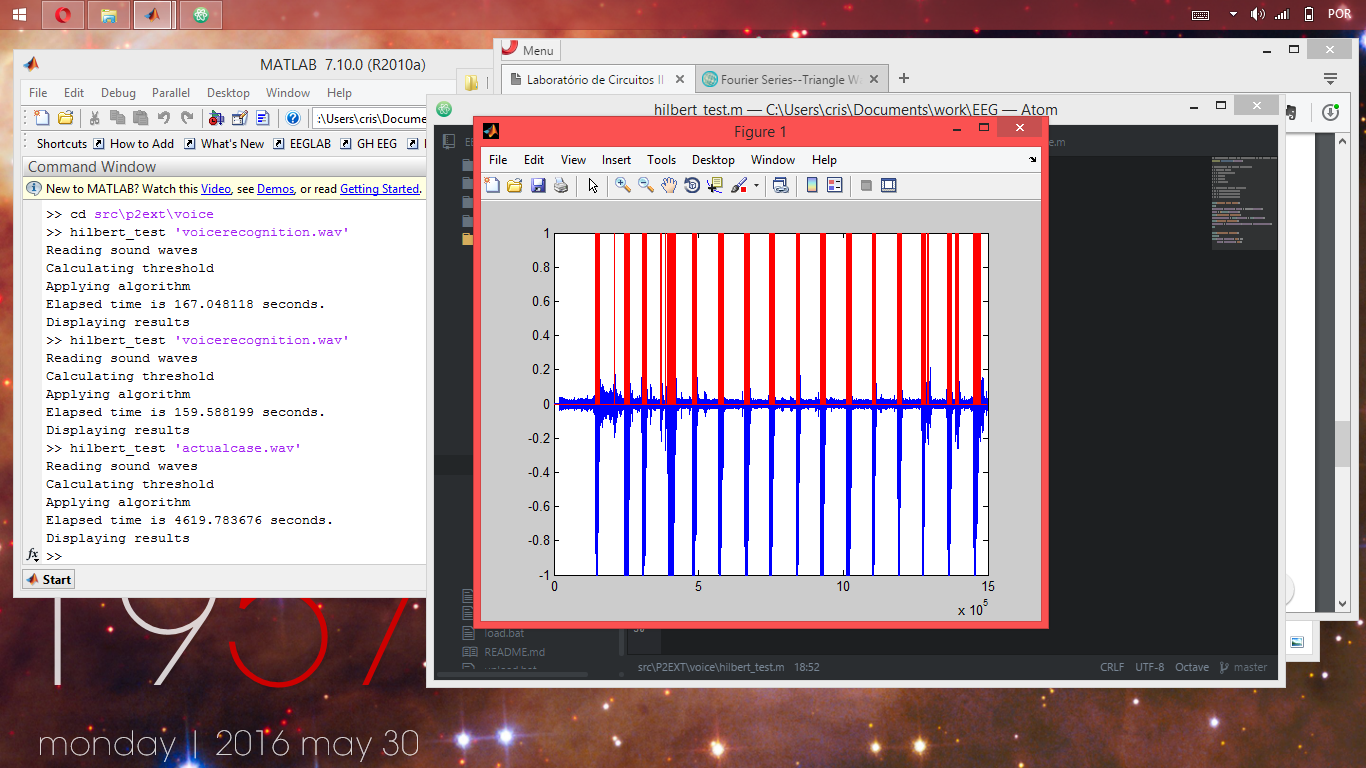 POR
MATLAB 7.10.0 (R2010a)
File Edit Debug Parallel Desktop Window Help
:\Users\cris\Docume
Shortcuts How to Add What's New EEGLAB GH EEG
Command Window
New to MATLAB? Watch this Video, see Demos, or read Getting Started.
>> cd src\p2ext\voice
>> hilbert_test 'voicerecognition.wav'
Reading sound waves
Calculating threshold
Applying algorithm
Elapsed time is 167.048118 seconds.
Displaying results
>> hilbert_test 'voicerecognition.wav'
Reading sound waves
Calculating threshold
Applying algorithm
Elapsed time is 159.588199 seconds.
Displaying results
>> hilbert_test 'actualcase.wav'
Reading sound waves
Calculating threshold
Applying algorithm
Elapsed time is 4619.783676 seconds.
Displaying results
fx >>
Start
Menu
Laboratório de Circuitos II
Fourier Series--Triangle W
hilbert_test.m — C:\Users\cris\Documents\work\EEG — Atom
Figure 1
File Edit View Insert Tools Desktop Window Help
1
0.8
0.6
0.4
0.2
0
-0.2
-0.4
-0.6
-0.8
-1
0 5 10 15
x 10^5
load.bat
README.md
src\P2EXT\voice\hilbert_test.m 18:52
CRLF UTF-8 Octave master
1937
monday | 2016 may 30